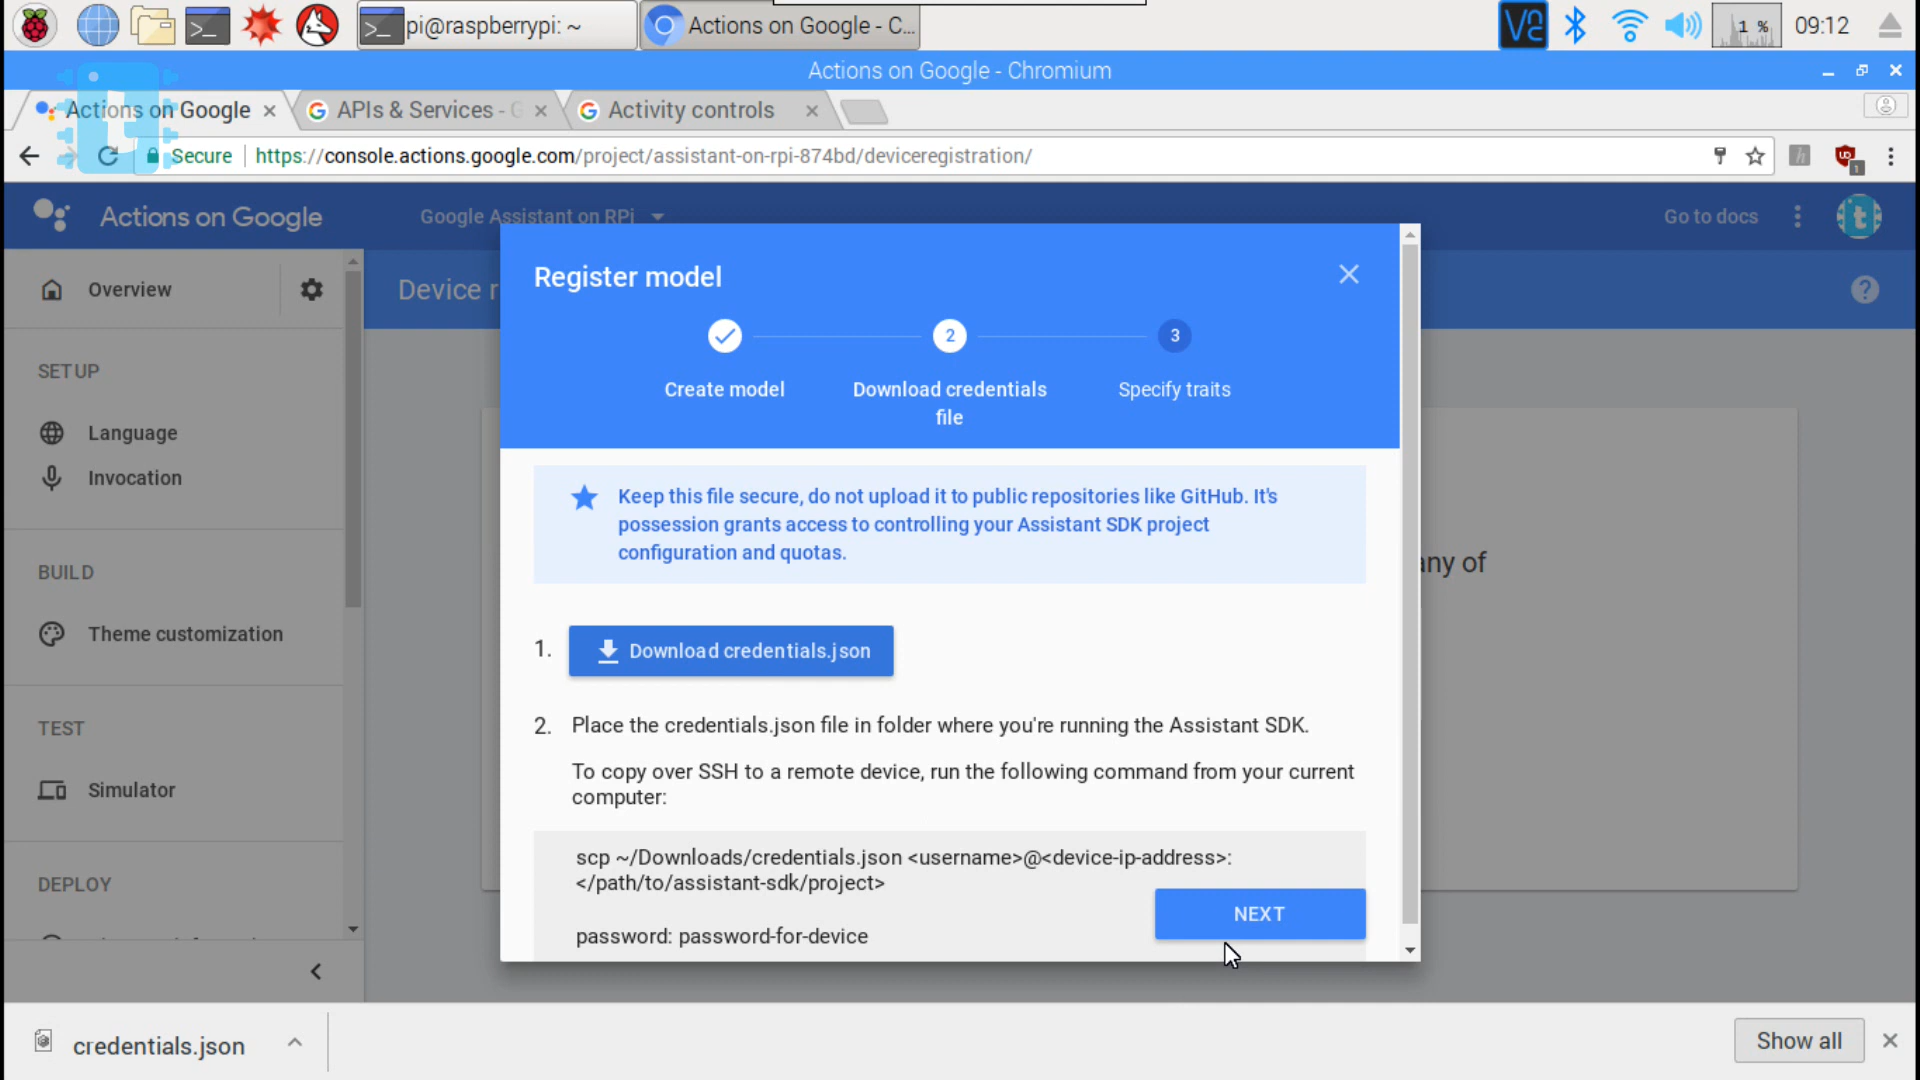 pi@raspberrypi: ~
Actions on Google - C...
1 %
09:12
Actions on Google - Chromium
Actions on Google
APIs & Services - G
Activity controls
Secure
https://console.actions.google.com/project/assistant-on-rpi-874bd/deviceregistration/
Actions on Google
Google Assistant on RPi
Go to docs
Overview
Device r
Register model
2
3
Create model
Download credentials
file
Specify traits
SETUP
Language
Invocation
BUILD
Theme customization
TEST
Simulator
DEPLOY
Keep this file secure, do not upload it to public repositories like GitHub. It's
possession grants access to controlling your Assistant SDK project
configuration and quotas.
any of
1.
Download credentials.json
2.
Place the credentials.json file in folder where you're running the Assistant SDK.
To copy over SSH to a remote device, run the following command from your current
computer:
scp ~/Downloads/credentials.json <username>@<device-ip-address>:
</path/to/assistant-sdk/project>
password: password-for-device
NEXT
credentials.json
Show all